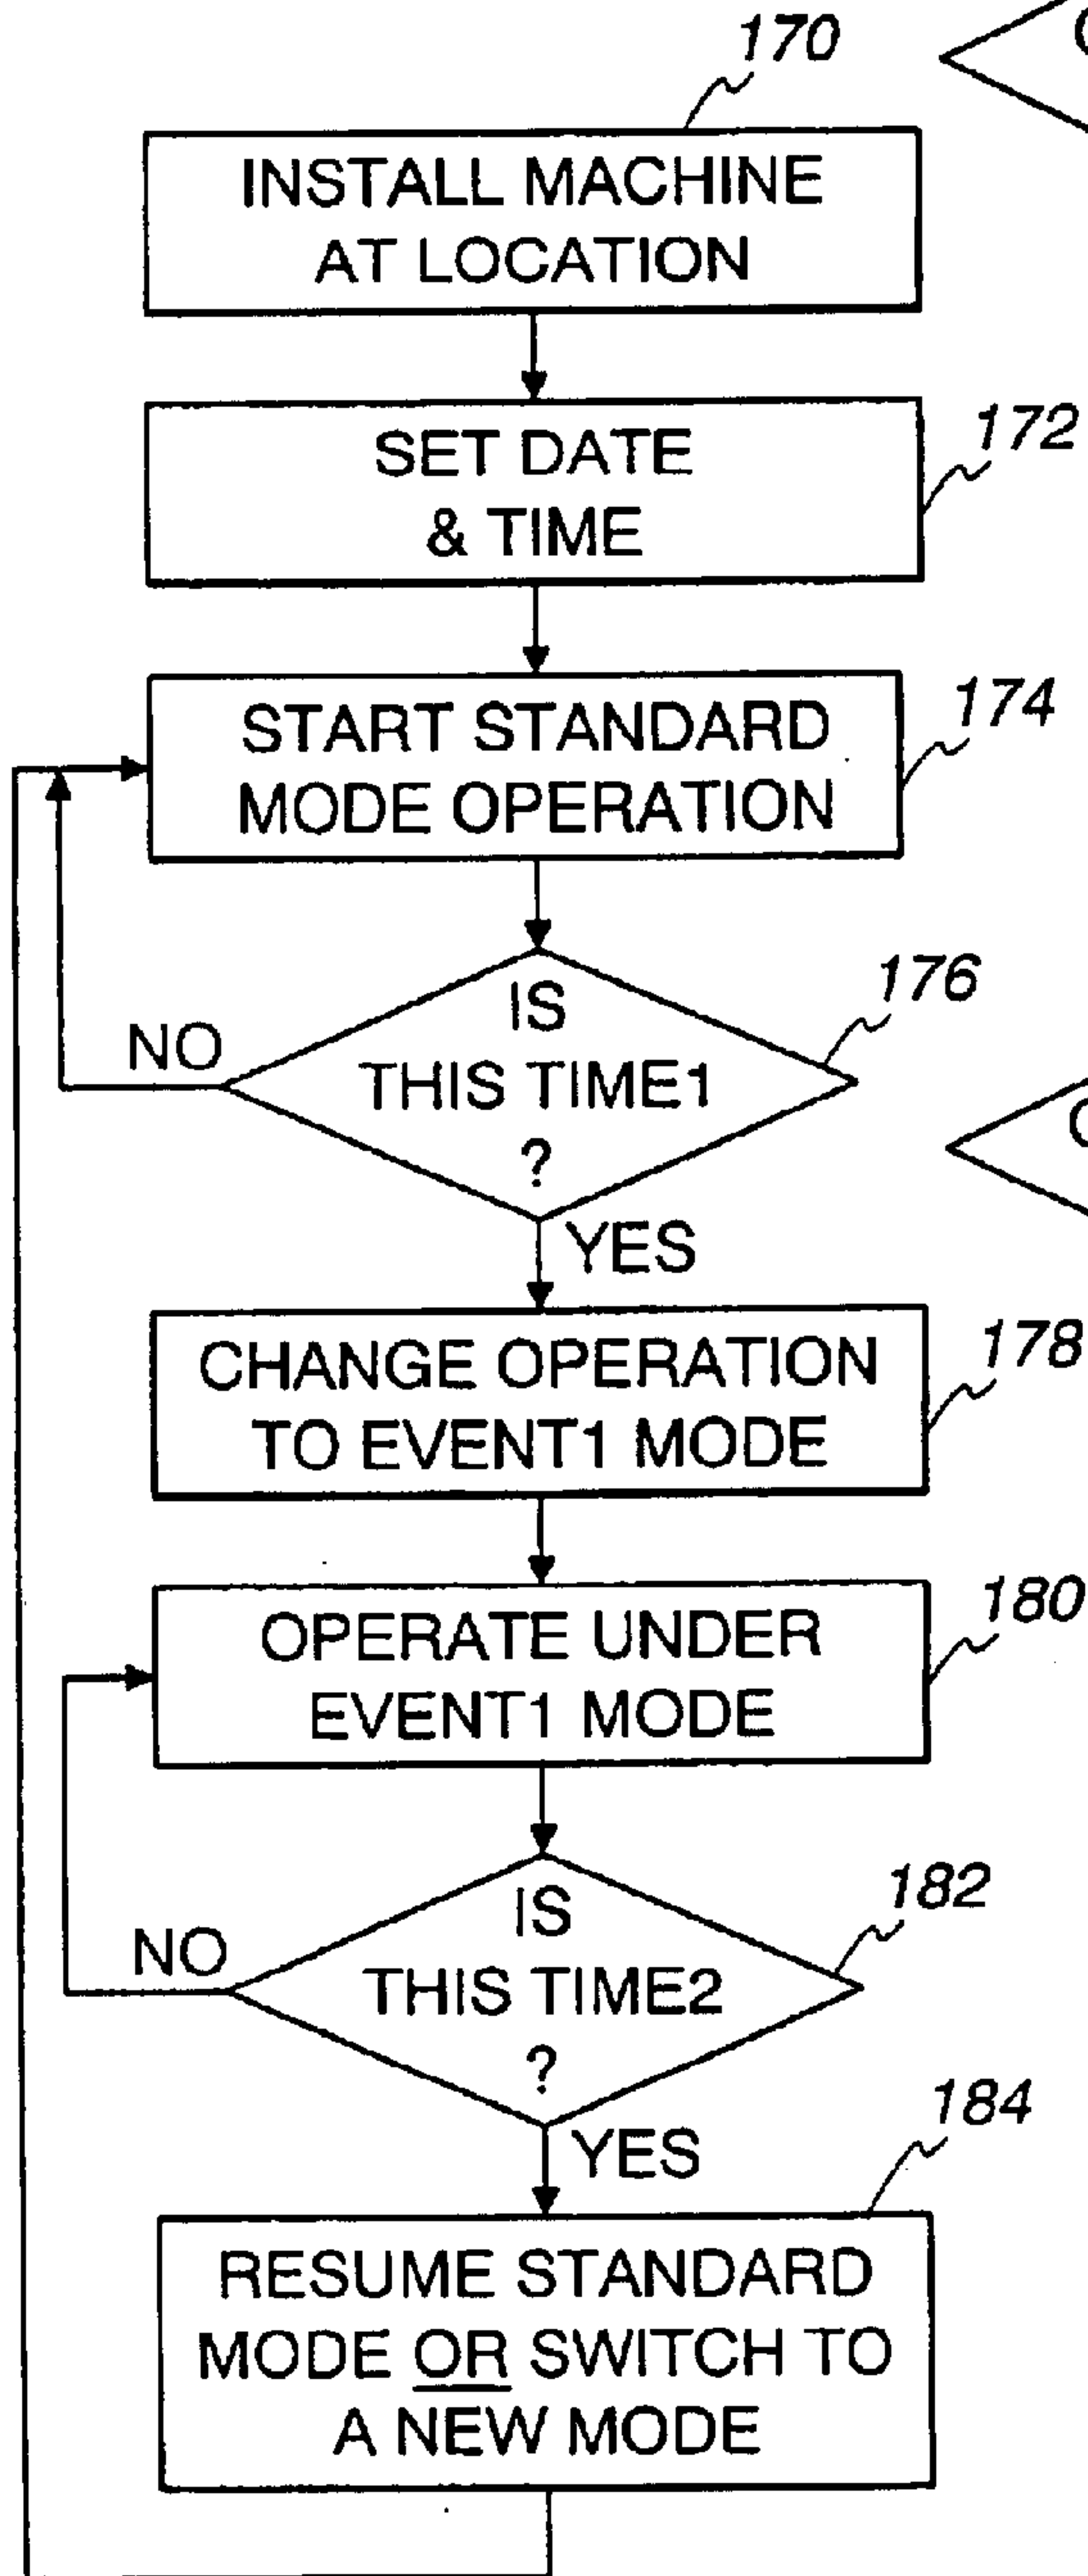 170
INSTALL MACHINE
AT LOCATION
172
SET DATE
& TIME
174
START STANDARD
MODE OPERATION
176
IS
THIS TIME1
?
NO
YES
178
CHANGE OPERATION
TO EVENT1 MODE
180
OPERATE UNDER
EVENT1 MODE
182
IS
THIS TIME2
?
NO
YES
184
RESUME STANDARD
MODE OR SWITCH TO
A NEW MODE